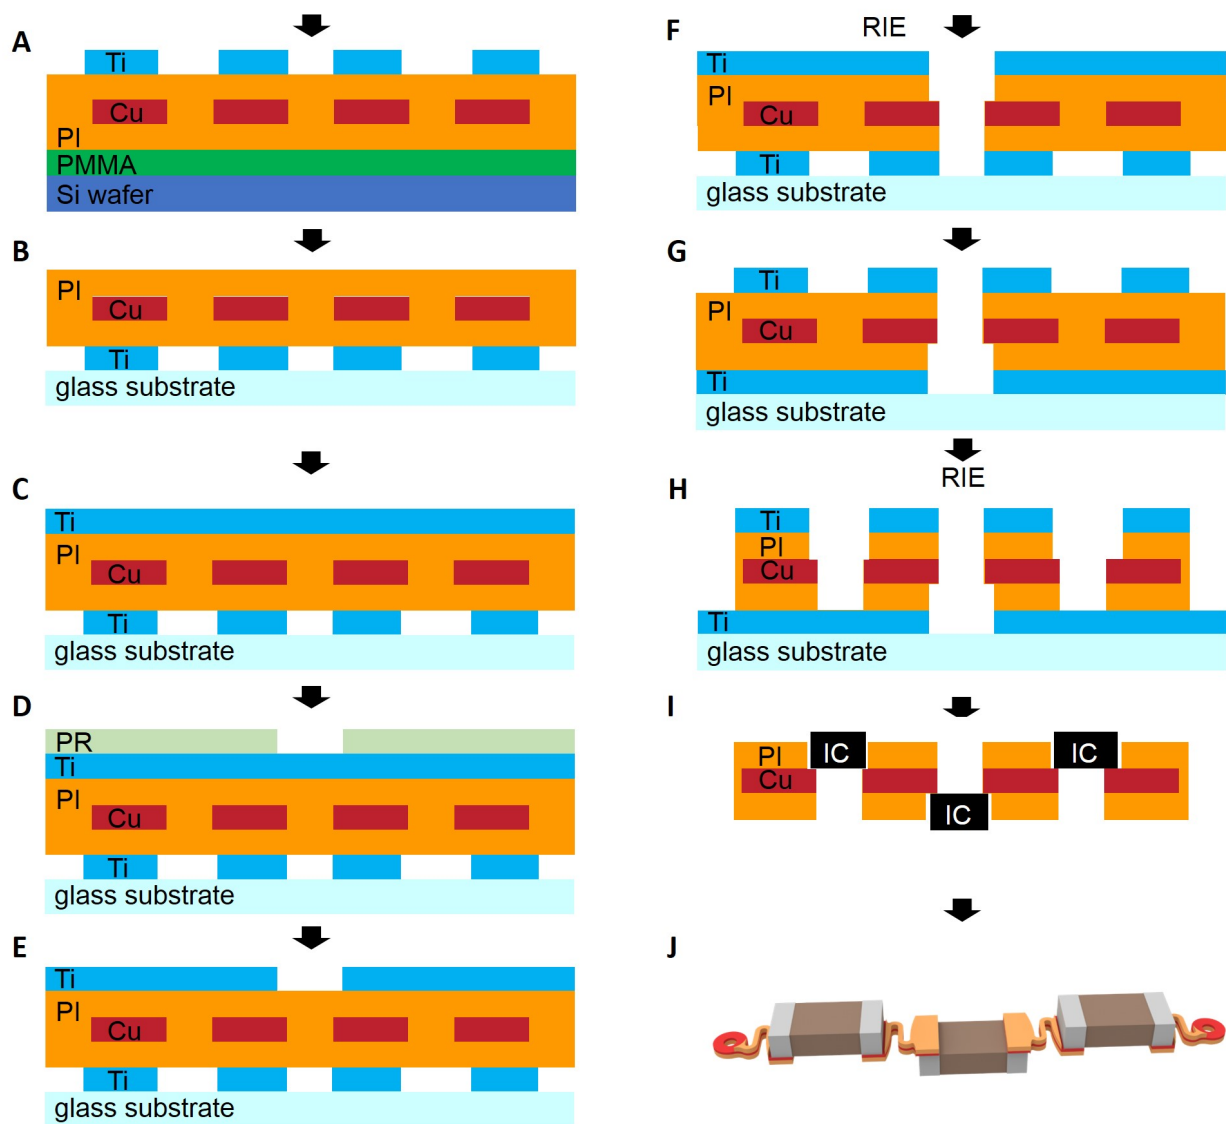 A
Ti
Cu
PI
PMMA
Si wafer
B
PI
Cu
Ti
glass substrate
C
Ti
PI
Cu
Ti
glass substrate
D
PR
Ti
PI
Cu
Ti
glass substrate
E
Ti
PI
Cu
Ti
glass substrate
RIE
F
Ti
PI
Cu
Ti
glass substrate
G
Ti
PI
Cu
Ti
glass substrate
RIE
H
Ti
PI
Cu
Ti
glass substrate
I
IC
IC
PI
Cu
IC
J